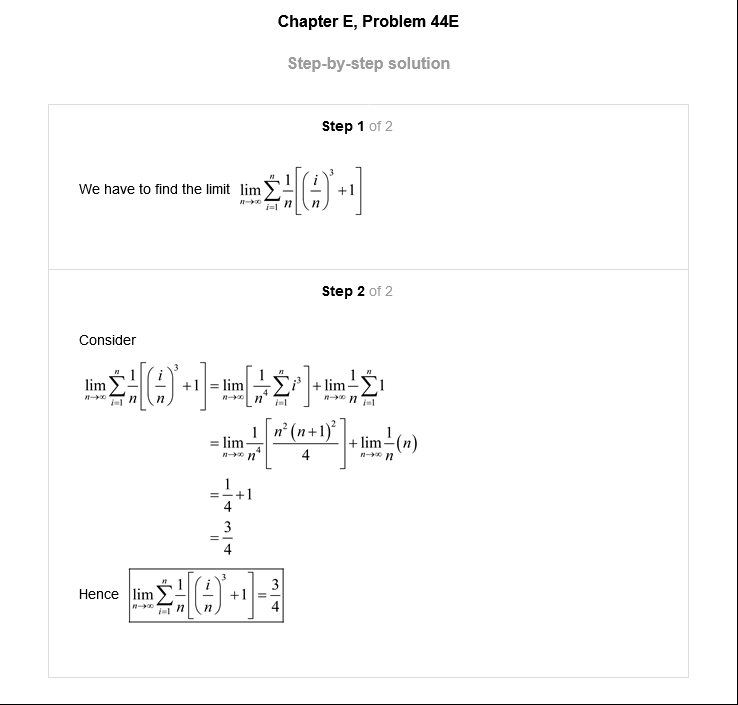 Chapter E, Problem 44E
Step-by-step solution
Step 1 of 2
We have to find the limit $\lim_{n\to\infty}\sum_{i=1}^{n}\frac{1}{n}\left[\left(\frac{i}{n}\right)^3+1\right]$
Step 2 of 2
Consider
$\lim_{n\to\infty}\sum_{i=1}^{n}\frac{1}{n}\left[\left(\frac{i}{n}\right)^3+1\right]=\lim_{n\to\infty}\left[\frac{1}{n^4}\sum_{i=1}^{n}i^3\right]+\lim_{n\to\infty}\frac{1}{n}\sum_{i=1}^{n}1$
$=\lim_{n\to\infty}\frac{1}{n^4}\left[\frac{n^2(n+1)^2}{4}\right]+\lim_{n\to\infty}\frac{1}{n}(n)$
$=\frac{1}{4}+1$
$=\frac{3}{4}$
Hence $\lim_{n\to\infty}\sum_{i=1}^{n}\frac{1}{n}\left[\left(\frac{i}{n}\right)^3+1\right]=\frac{3}{4}$